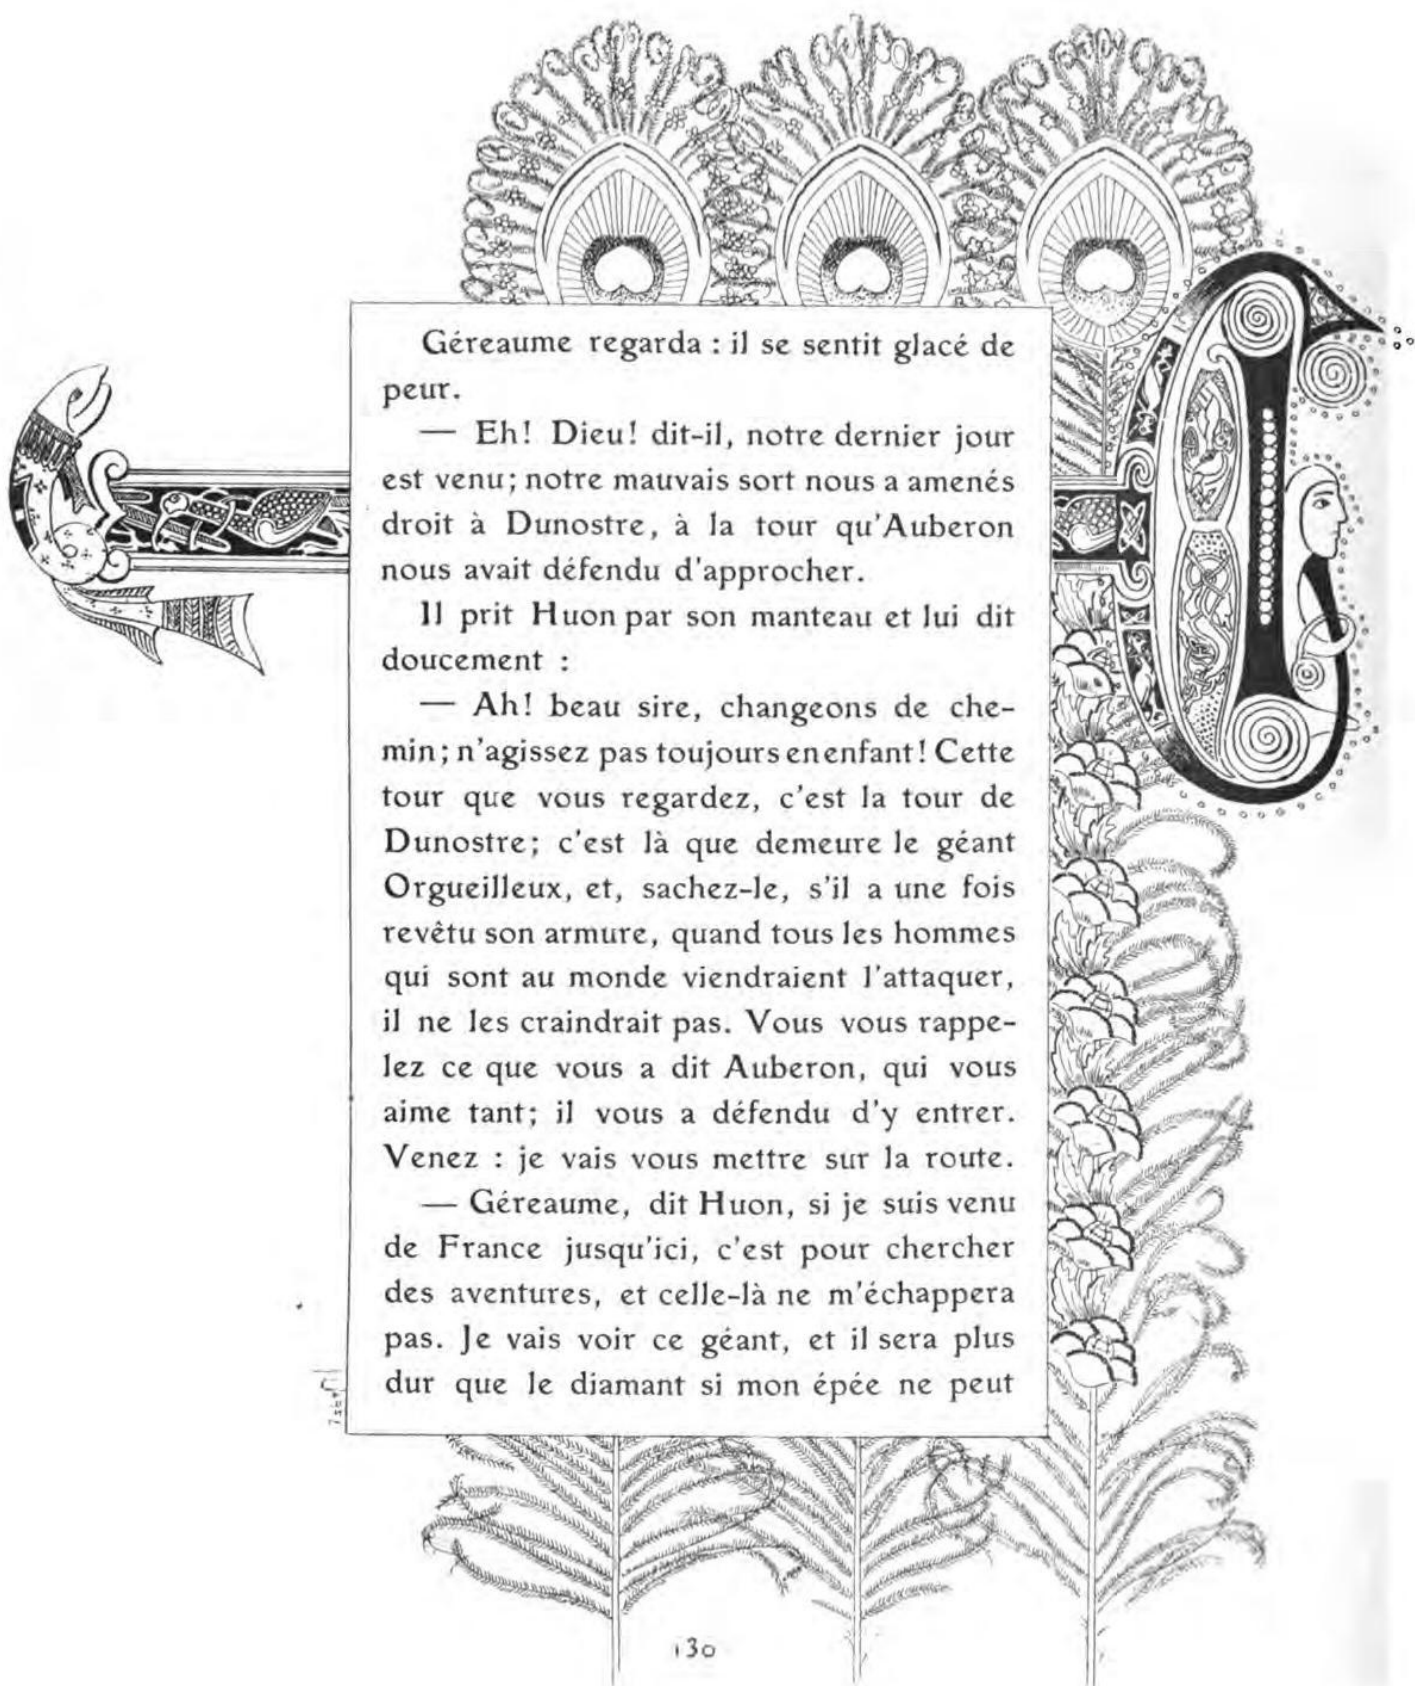 Géreaume regarda : il se sentit glacé de
peur.
— Eh! Dieu! dit-il, notre dernier jour
est venu; notre mauvais sort nous a amenés
droit à Dunostre, à la tour qu'Auberon
nous avait défendu d'approcher.
Il prit Huon par son manteau et lui dit
doucement :
— Ah! beau sire, changeons de che-
min; n'agissez pas toujours en enfant! Cette
tour que vous regardez, c'est la tour de
Dunostre; c'est là que demeure le géant
Orgueilleux, et, sachez-le, s'il a une fois
revêtu son armure, quand tous les hommes
qui sont au monde viendraient l'attaquer,
il ne les craindrait pas. Vous vous rappe-
lez ce que vous a dit Auberon, qui vous
aime tant; il vous a défendu d'y entrer.
Venez : je vais vous mettre sur la route.
— Géreaume, dit Huon, si je suis venu
de France jusqu'ici, c'est pour chercher
des aventures, et celle-là ne m'échappera
pas. Je vais voir ce géant, et il sera plus
dur que le diamant si mon épée ne peut
130